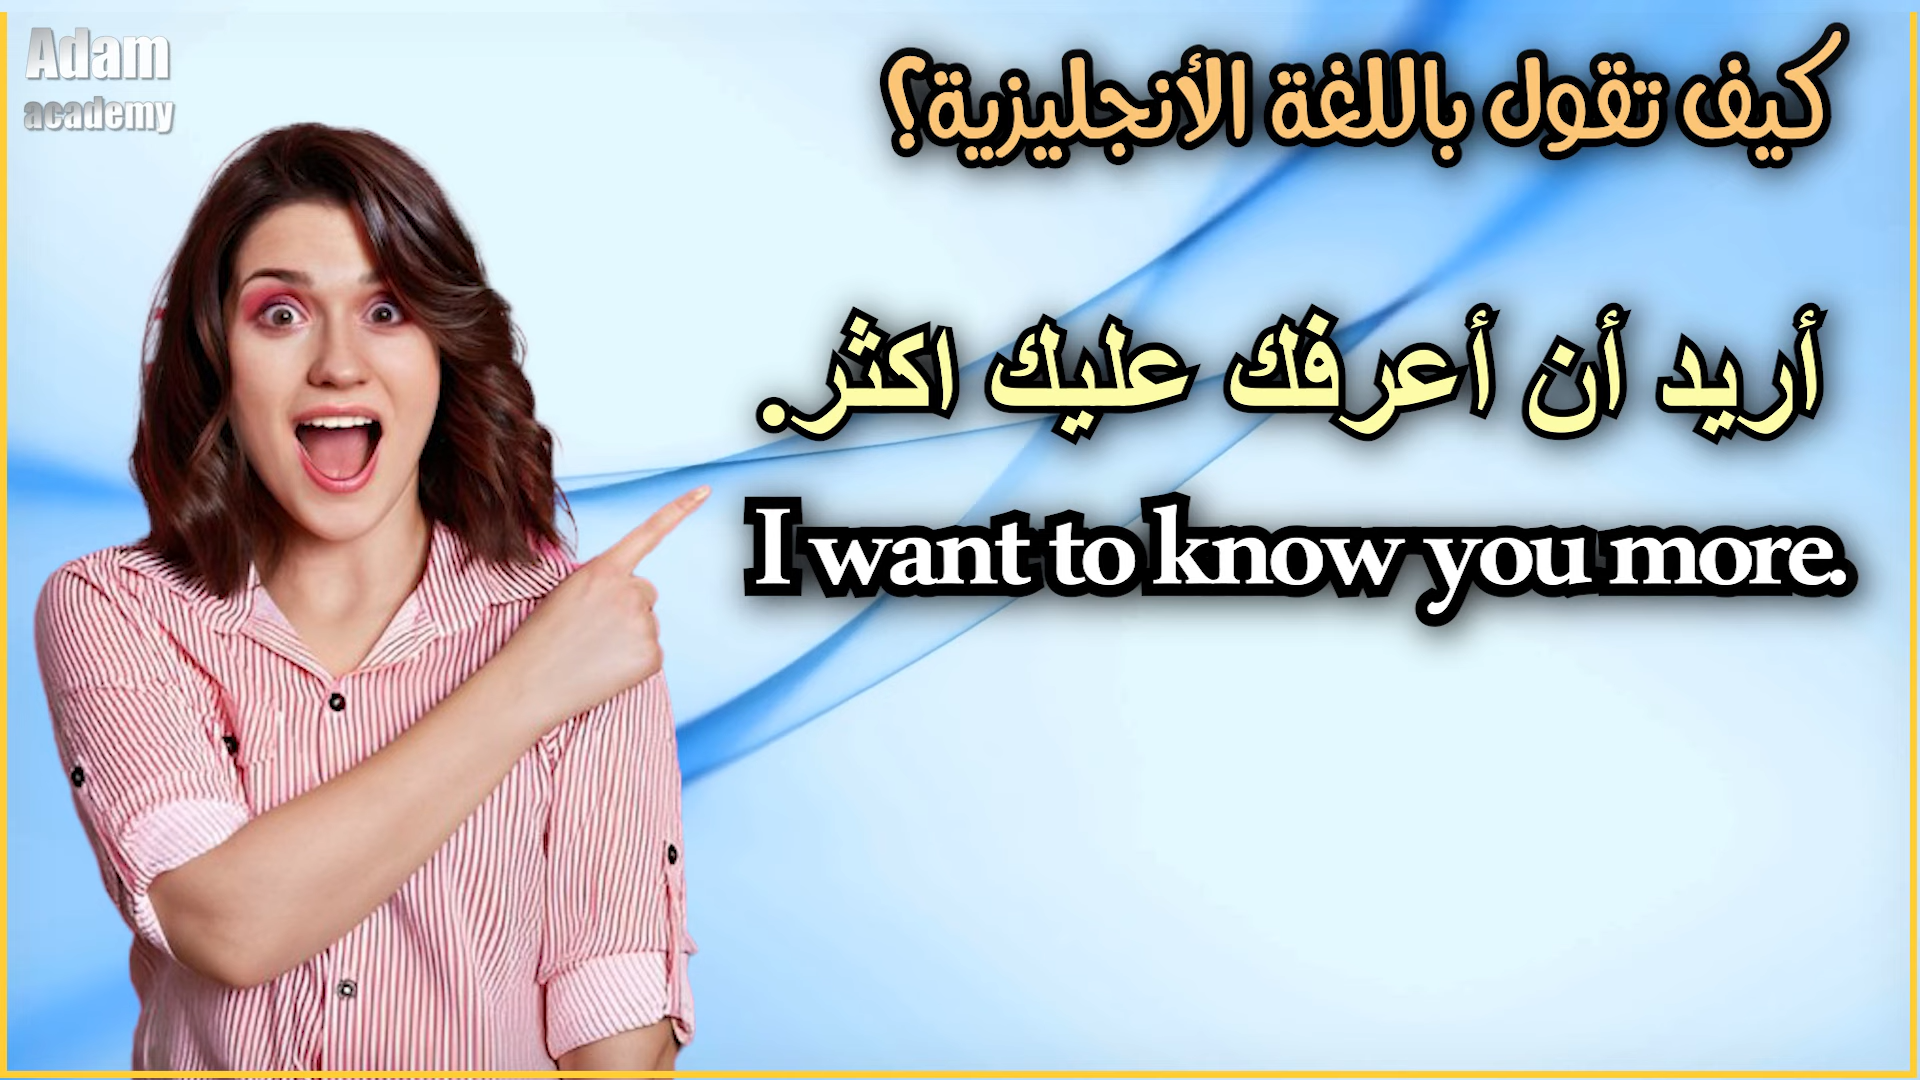 Adam
academy
كيف تقول باللغة الأنجليزية؟
أريد أن أعرفك عليك اكثر.
I want to know you more.